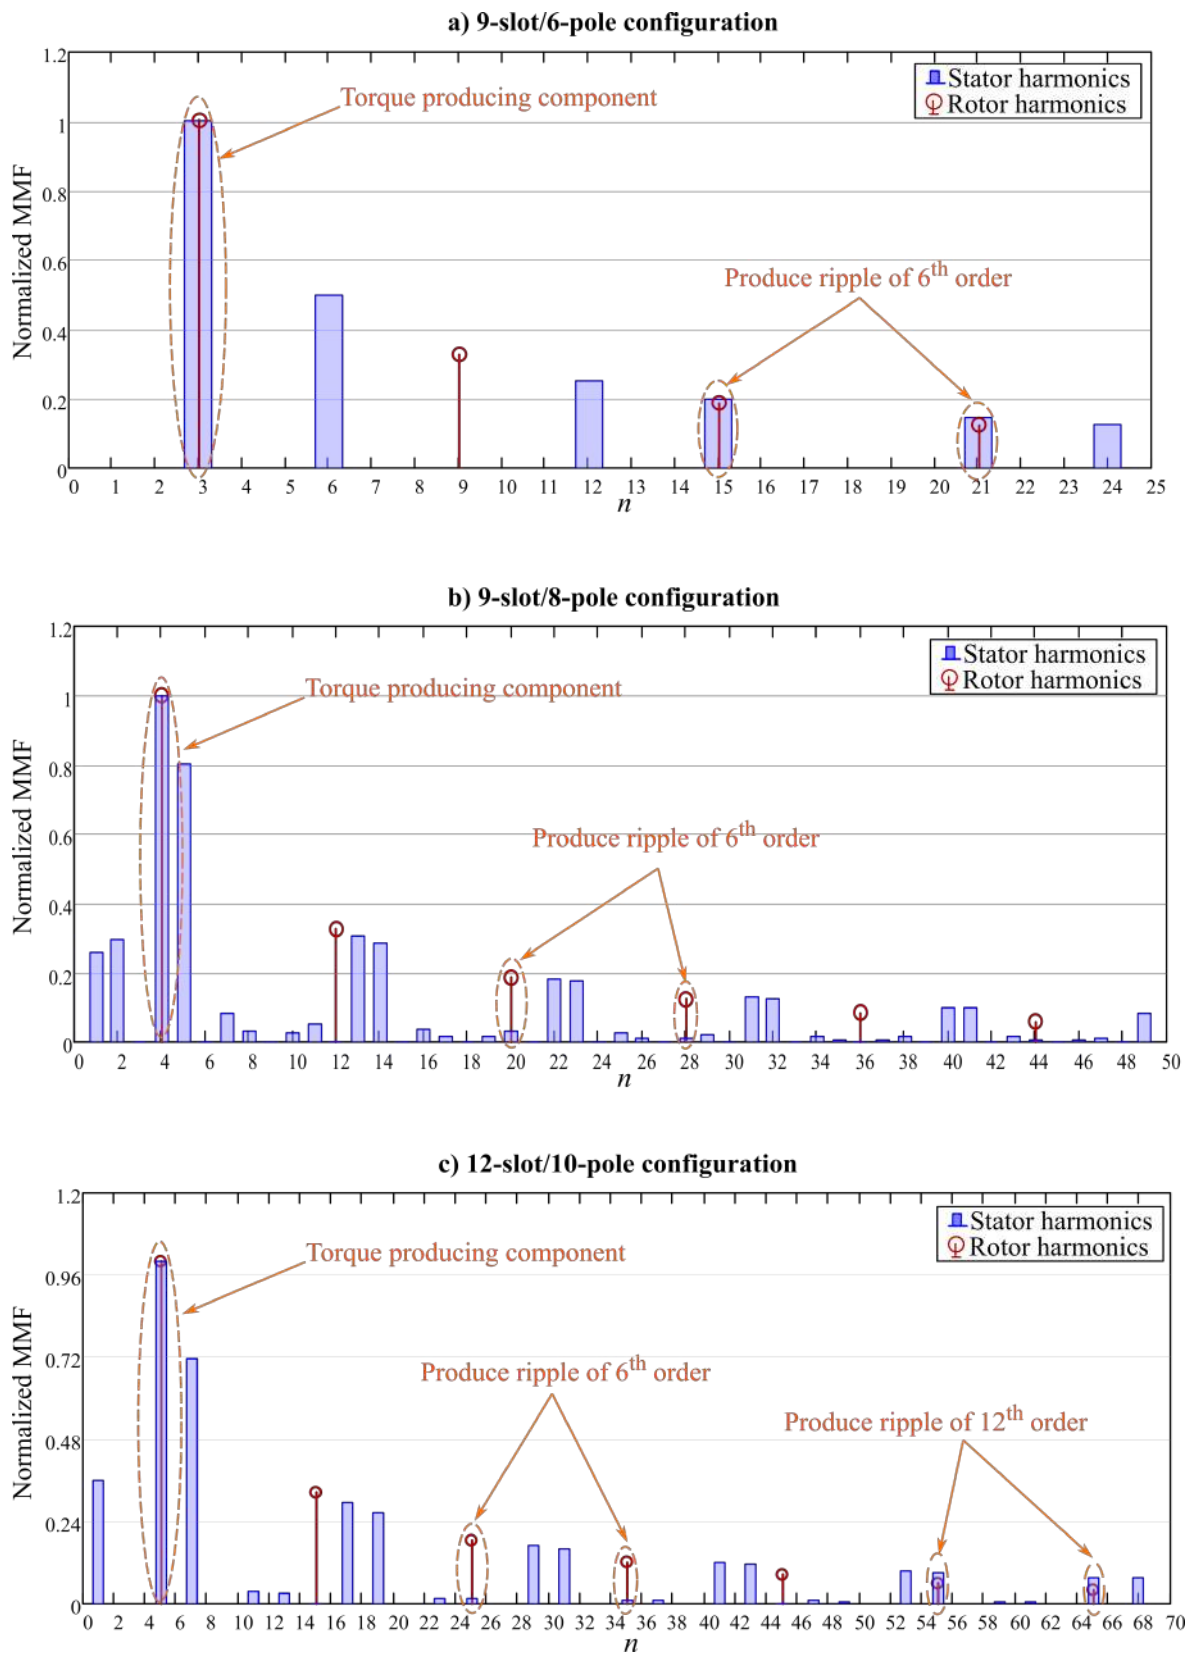 a) 9-slot/6-pole configuration
1.2
Stator harmonics
Rotor harmonics
Torque producing component
1
Normalized MMF
0.8
0.6
Produce ripple of 6th order
0.4
0.2
0
0 1 2 3 4 5 6 7 8 9 10 11 12 13 14 15 16 17 18 19 20 21 22 23 24 25
n
b) 9-slot/8-pole configuration
1.2
Stator harmonics
Rotor harmonics
Torque producing component
1
Normalized MMF
0.8
0.6
Produce ripple of 6th order
0.4
0.2
0
0 2 4 6 8 10 12 14 16 18 20 22 24 26 28 30 32 34 36 38 40 42 44 46 48 50
n
c) 12-slot/10-pole configuration
1.2
Stator harmonics
Rotor harmonics
Torque producing component
0.96
Normalized MMF
0.72
Produce ripple of 6th order
0.48
Produce ripple of 12th order
0.24
0
0 2 4 6 8 10 12 14 16 18 20 22 24 26 28 30 32 34 36 38 40 42 44 46 48 50 52 54 56 58 60 62 64 66 68 70
n